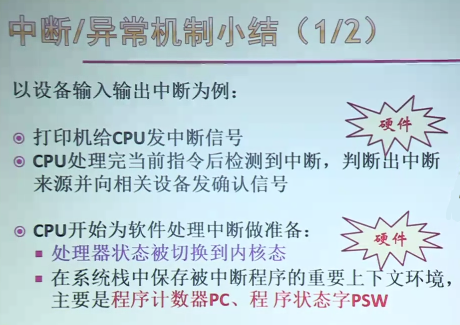 中断/异常机制小结（1/2）
以设备输入输出中断为例：
硬件
打印机给CPU发中断信号
CPU处理完当前指令后检测到中断，判断出中断
来源并向相关设备发确认信号
CPU开始为软件处理中断做准备：
硬件
处理器状态被切换到内核态
在系统栈中保存被中断程序的重要上下文环境，
主要是程序计数器PC、程 序状态字PSW